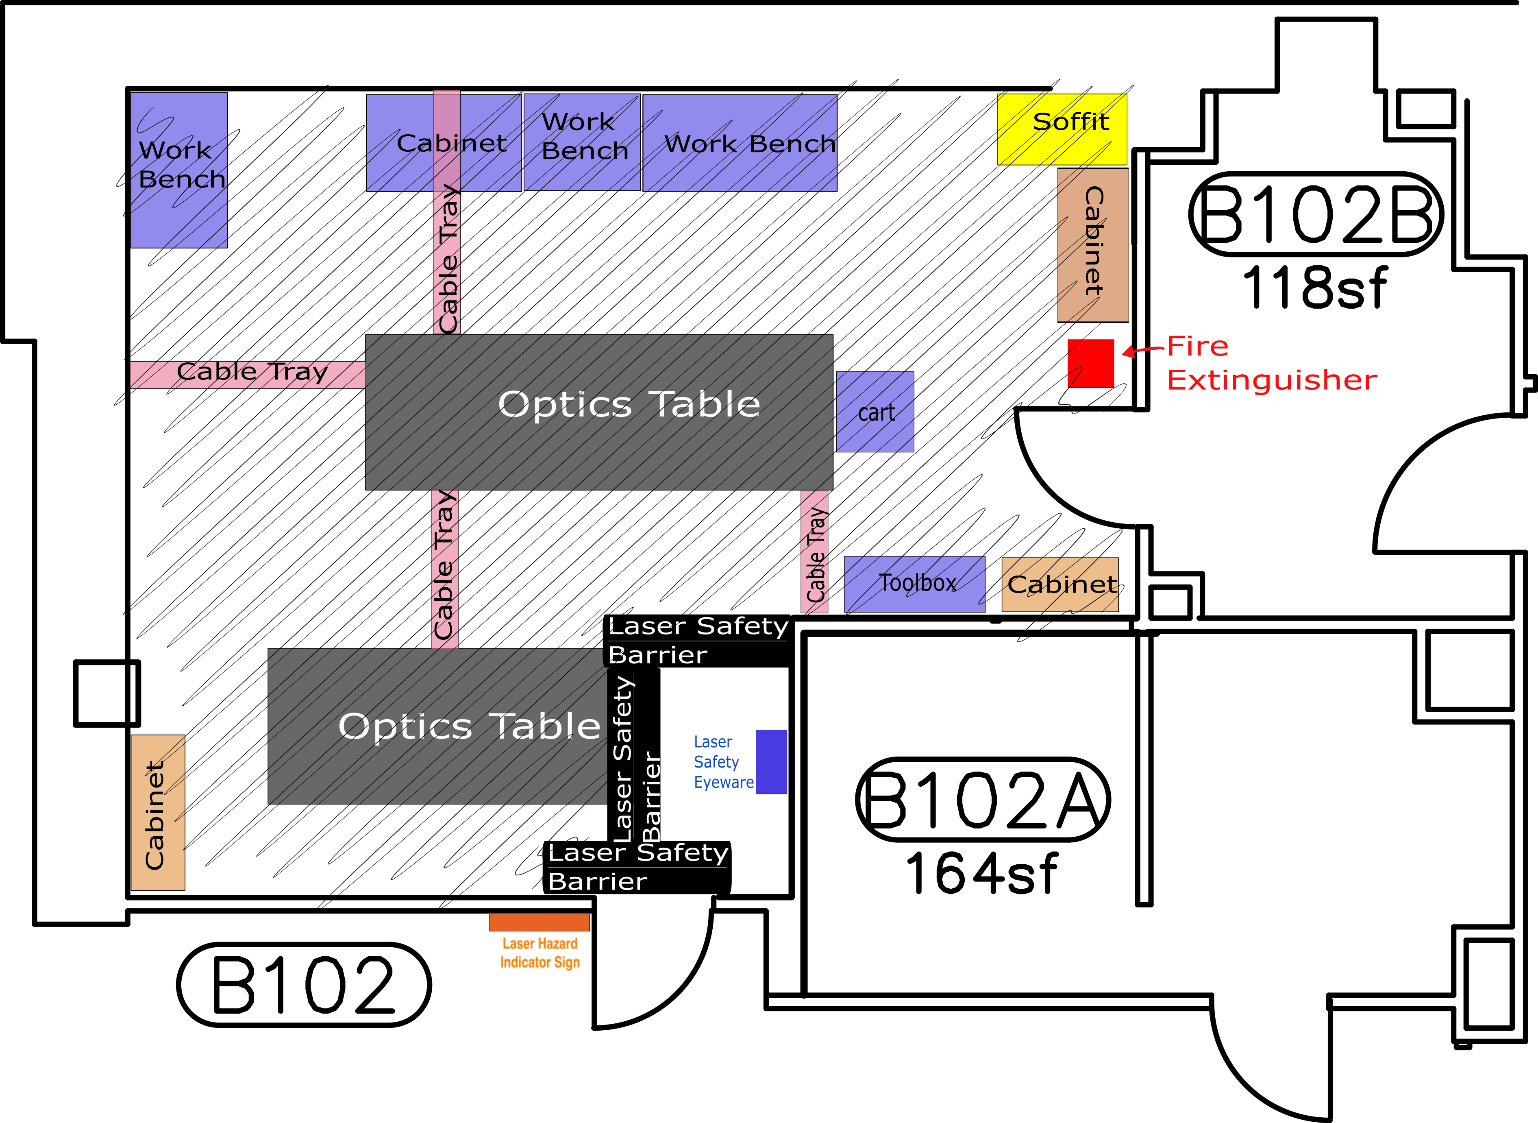 Work
Bench
Cabinet
Work
Bench
Work Bench
Soffit
Cable Tray
Cabinet
B102B
118sf
Fire
Extinguisher
Cable Tray
Optics Table
cart
Cable Tray
Cable Tray
Toolbox
Cabinet
Laser Safety
Barrier
Optics Table
Laser Safety
Barrier
Laser
Safety
Eyeware
Cabinet
B102A
164sf
Laser Safety
Barrier
Laser Hazard
Indicator Sign
B102